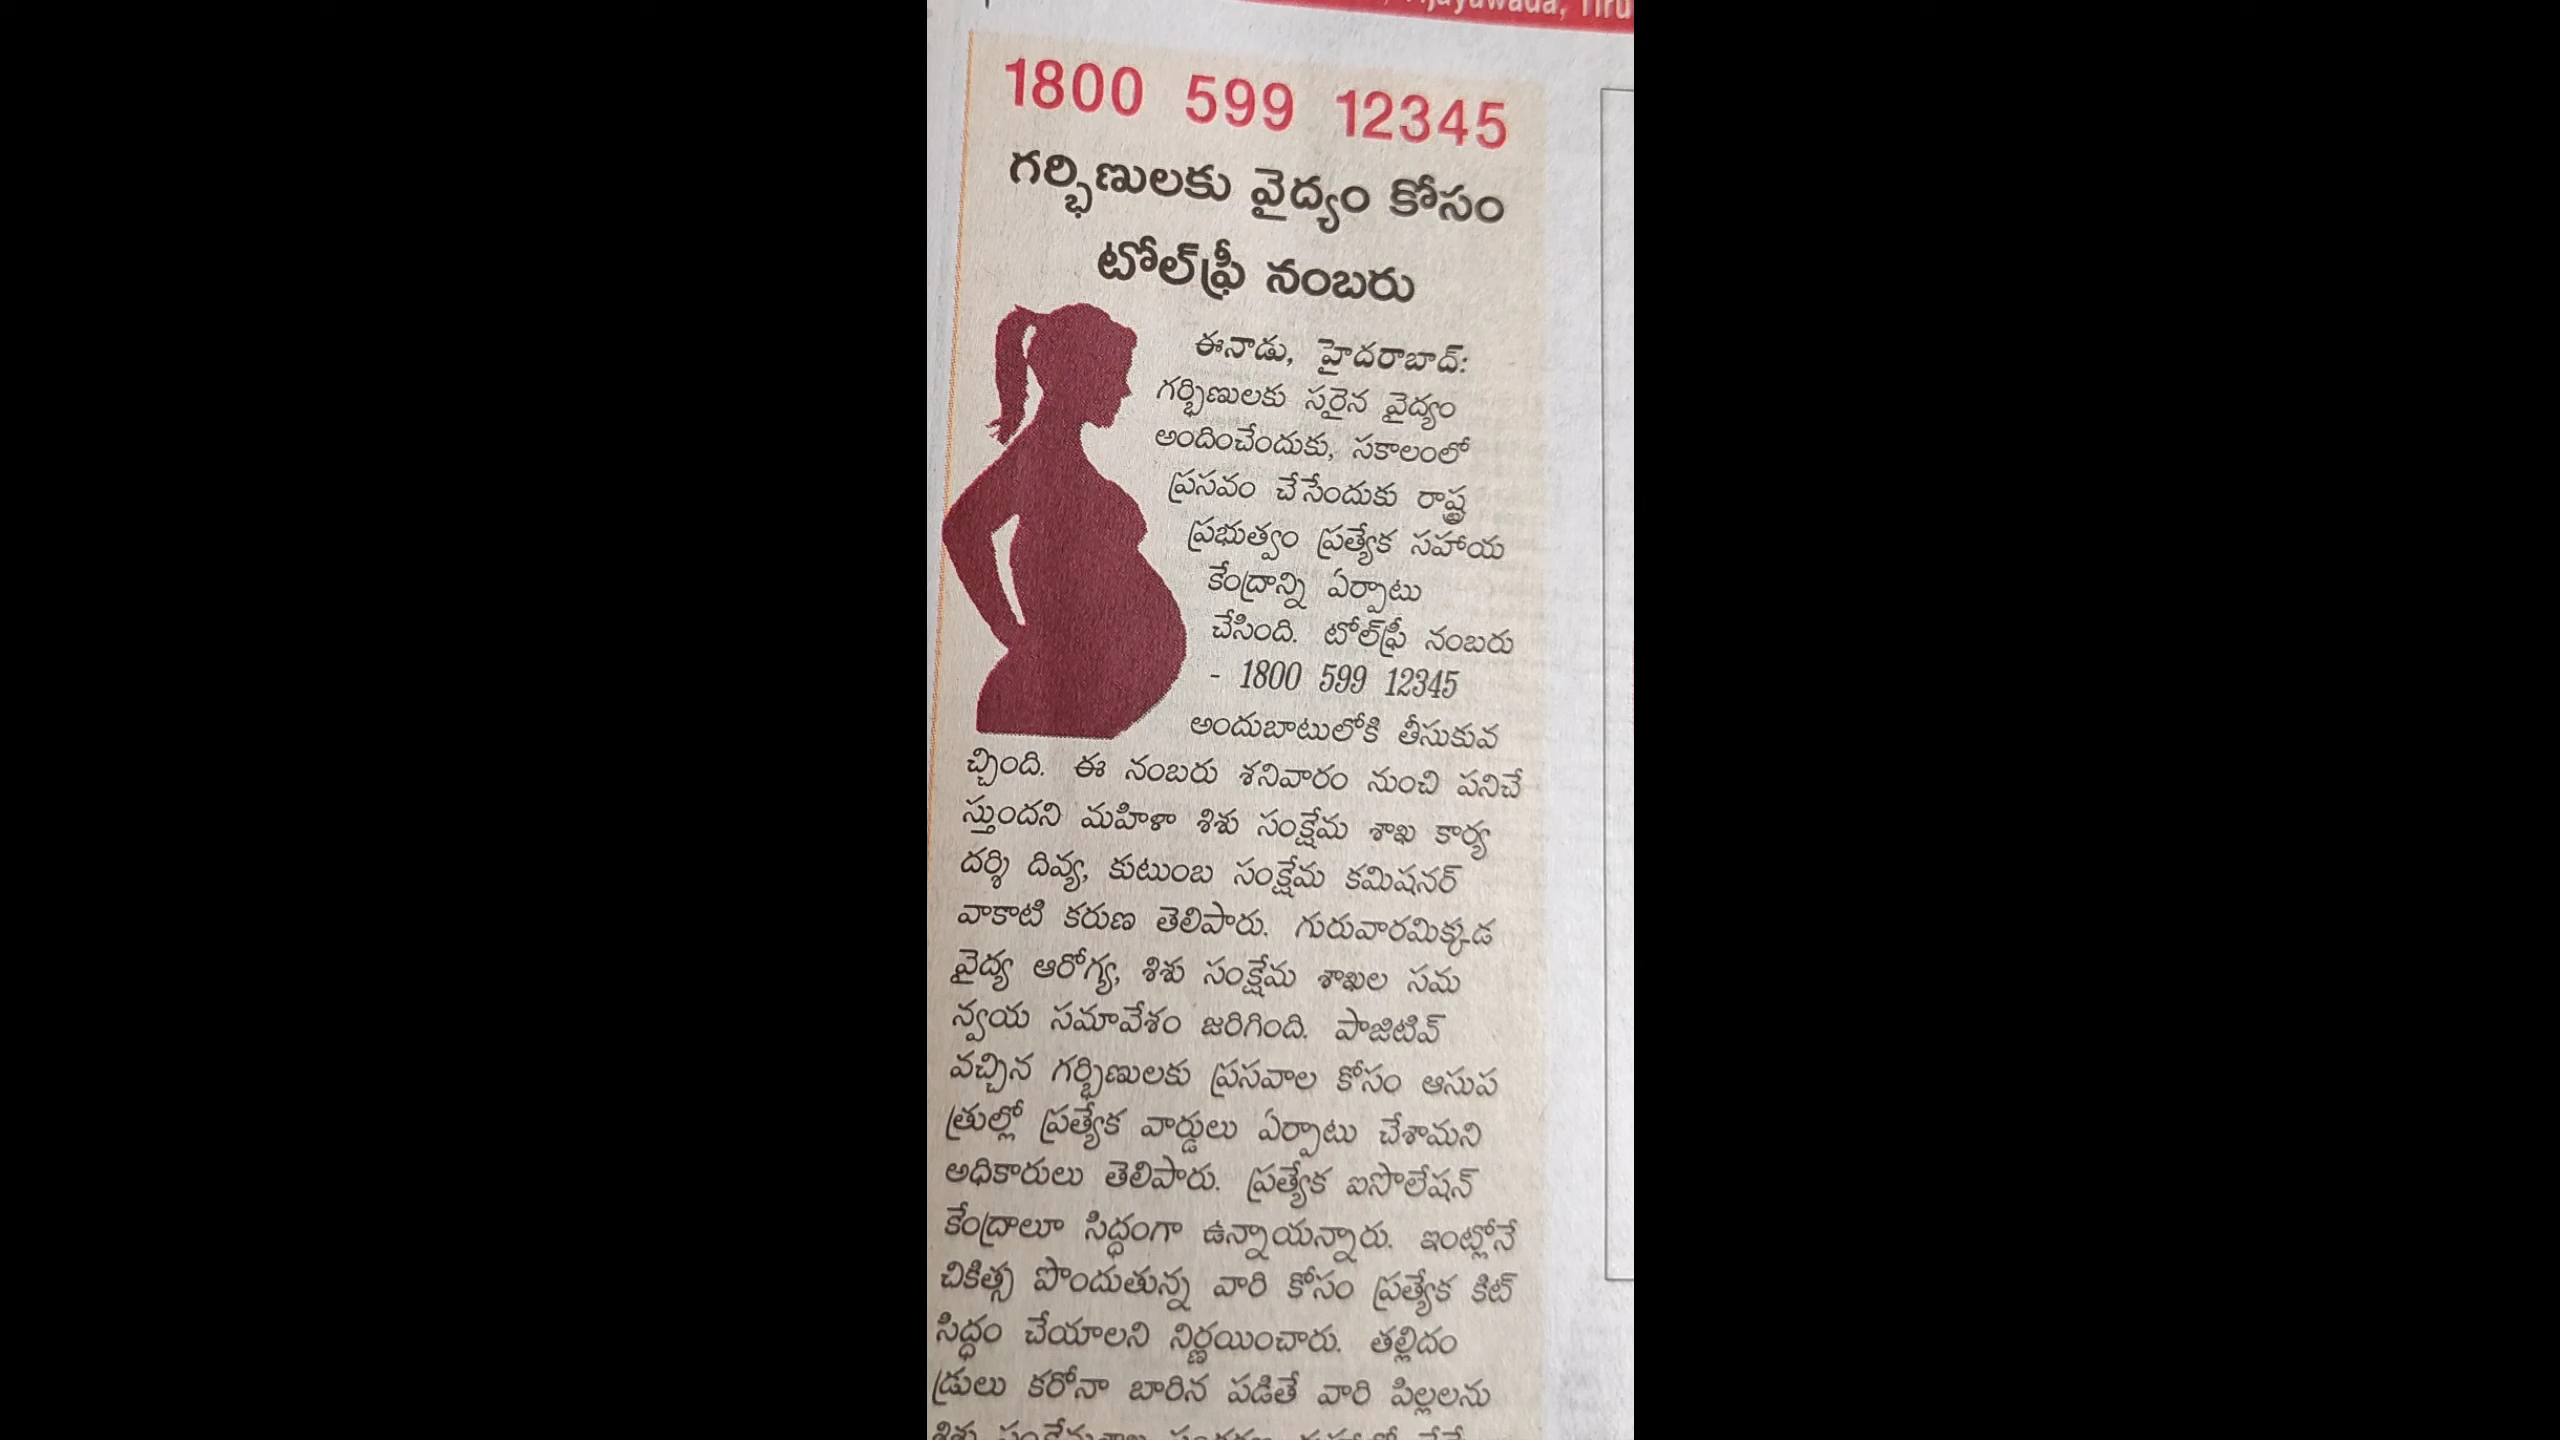 Vijayawada, Tiru
1800 599 12345
గర్భిణులకు వైద్యం కోసం
టోల్‌ఫ్రీ నంబరు
ఈనాడు, హైదరాబాద్:
గర్భిణులకు సరైన వైద్యం
అందించేందుకు, సకాలంలో
ప్రసవం చేసేందుకు రాష్ట్ర
ప్రభుత్వం ప్రత్యేక సహాయ
కేంద్రాన్ని ఏర్పాటు
చేసింది. టోల్‌ఫ్రీ నంబరు
- 1800 599 12345
అందుబాటులోకి తీసుకువ
చ్చింది. ఈ నంబరు శనివారం నుంచి పనిచే
స్తుందని మహిళా శిశు సంక్షేమ శాఖ కార్య
దర్శి దివ్య, కుటుంబ సంక్షేమ కమిషనర్
వాకాటి కరుణ తెలిపారు. గురువారమిక్కడ
వైద్య ఆరోగ్య, శిశు సంక్షేమ శాఖల సమ
న్వయ సమావేశం జరిగింది. పాజిటివ్
వచ్చిన గర్భిణులకు ప్రసవాల కోసం ఆసుప
త్రుల్లో ప్రత్యేక వార్డులు ఏర్పాటు చేశామని
అధికారులు తెలిపారు. ప్రత్యేక ఐసొలేషన్
కేంద్రాలూ సిద్ధంగా ఉన్నాయన్నారు. ఇంట్లోనే
చికిత్స పొందుతున్న వారి కోసం ప్రత్యేక కిట్
సిద్ధం చేయాలని నిర్ణయించారు. తల్లిదం
డ్రులు కరోనా బారిన పడితే వారి పిల్లలను